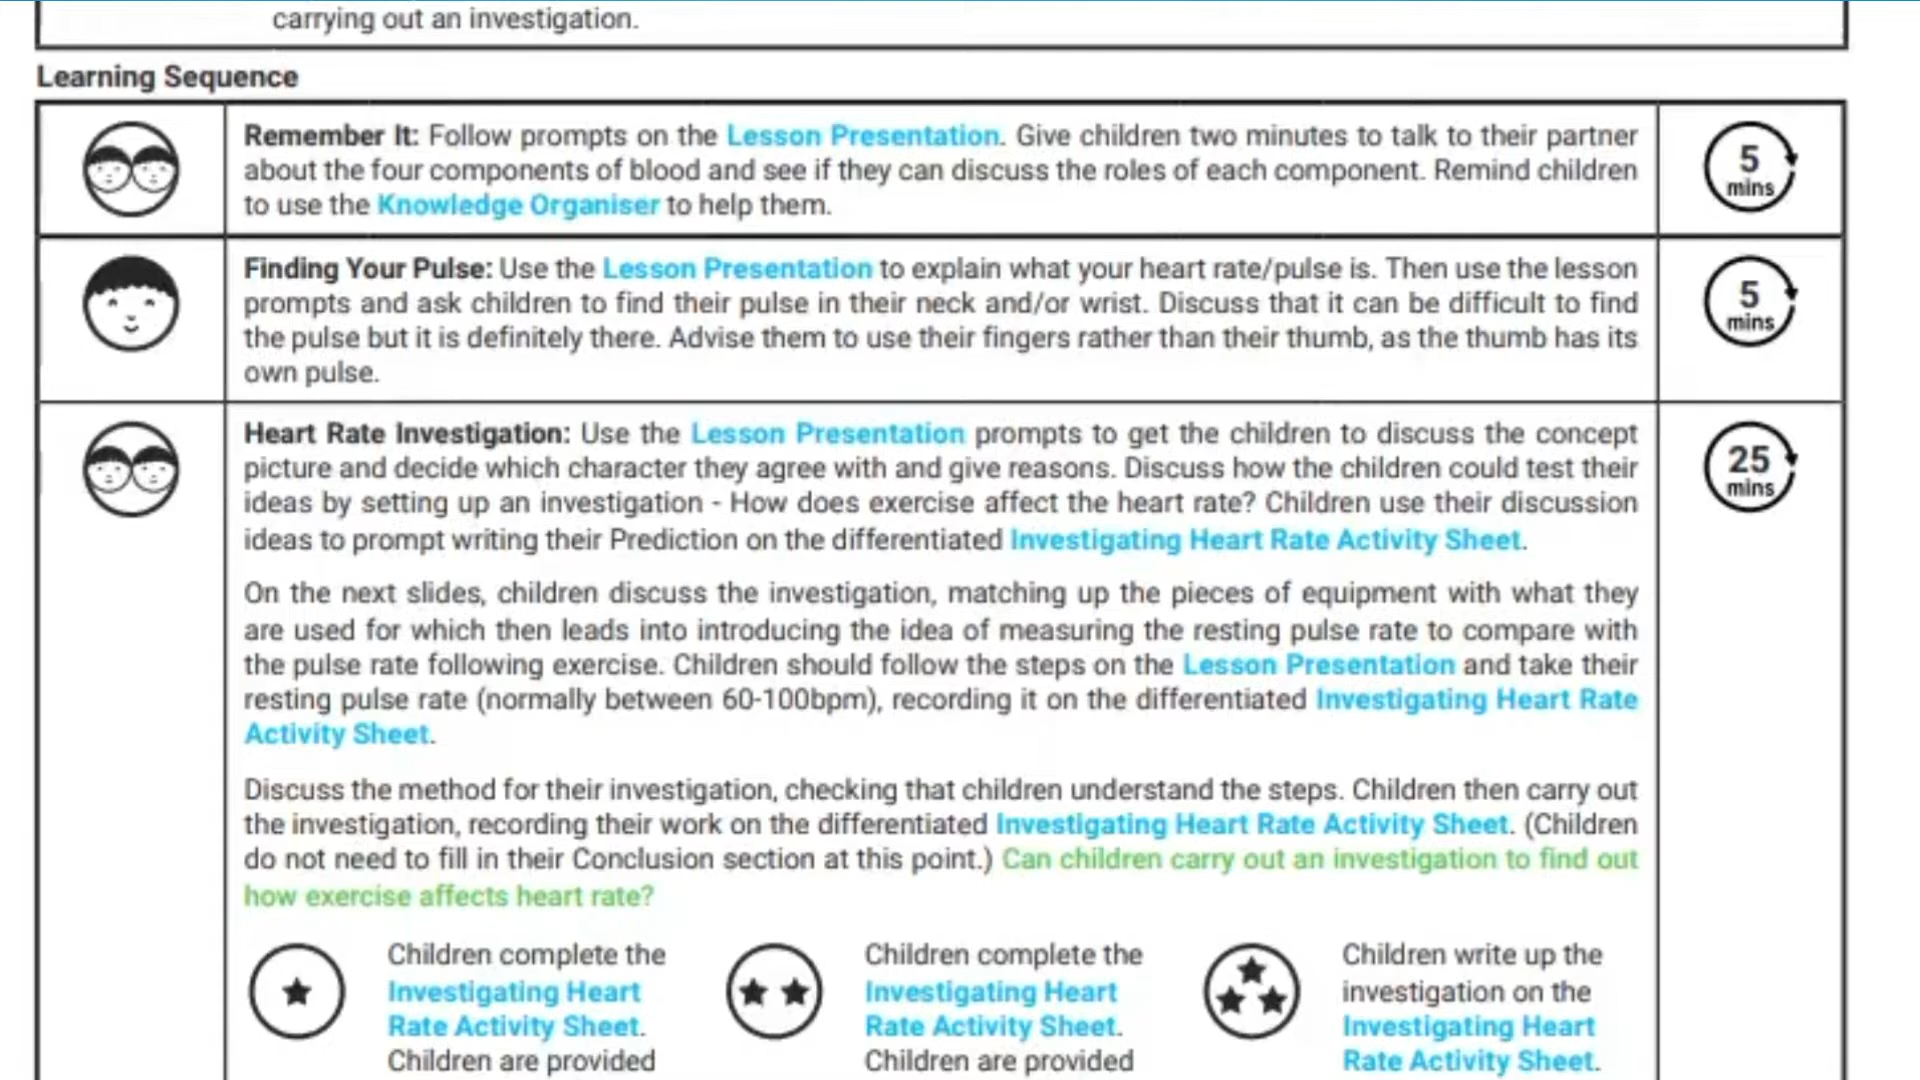 carrying out an investigation.
Learning Sequence
Remember It: Follow prompts on the Lesson Presentation. Give children two minutes to talk to their partner
about the four components of blood and see if they can discuss the roles of each component. Remind children
to use the Knowledge Organiser to help them.
5
mins
Finding Your Pulse: Use the Lesson Presentation to explain what your heart rate/pulse is. Then use the lesson
prompts and ask children to find their pulse in their neck and/or wrist. Discuss that it can be difficult to find
the pulse but it is definitely there. Advise them to use their fingers rather than their thumb, as the thumb has its
own pulse.
5
mins
Heart Rate Investigation: Use the Lesson Presentation prompts to get the children to discuss the concept
picture and decide which character they agree with and give reasons. Discuss how the children could test their
ideas by setting up an investigation - How does exercise affect the heart rate? Children use their discussion
ideas to prompt writing their Prediction on the differentiated Investigating Heart Rate Activity Sheet.
On the next slides, children discuss the investigation, matching up the pieces of equipment with what they
are used for which then leads into introducing the idea of measuring the resting pulse rate to compare with
the pulse rate following exercise. Children should follow the steps on the Lesson Presentation and take their
resting pulse rate (normally between 60-100bpm), recording it on the differentiated Investigating Heart Rate
Activity Sheet.
Discuss the method for their investigation, checking that children understand the steps. Children then carry out
the investigation, recording their work on the differentiated Investigating Heart Rate Activity Sheet. (Children
do not need to fill in their Conclusion section at this point.) Can children carry out an investigation to find out
how exercise affects heart rate?
25
mins
Children complete the
Investigating Heart
Rate Activity Sheet.
Children are provided
Children complete the
Investigating Heart
Rate Activity Sheet.
Children are provided
Children write up the
investigation on the
Investigating Heart
Rate Activity Sheet.